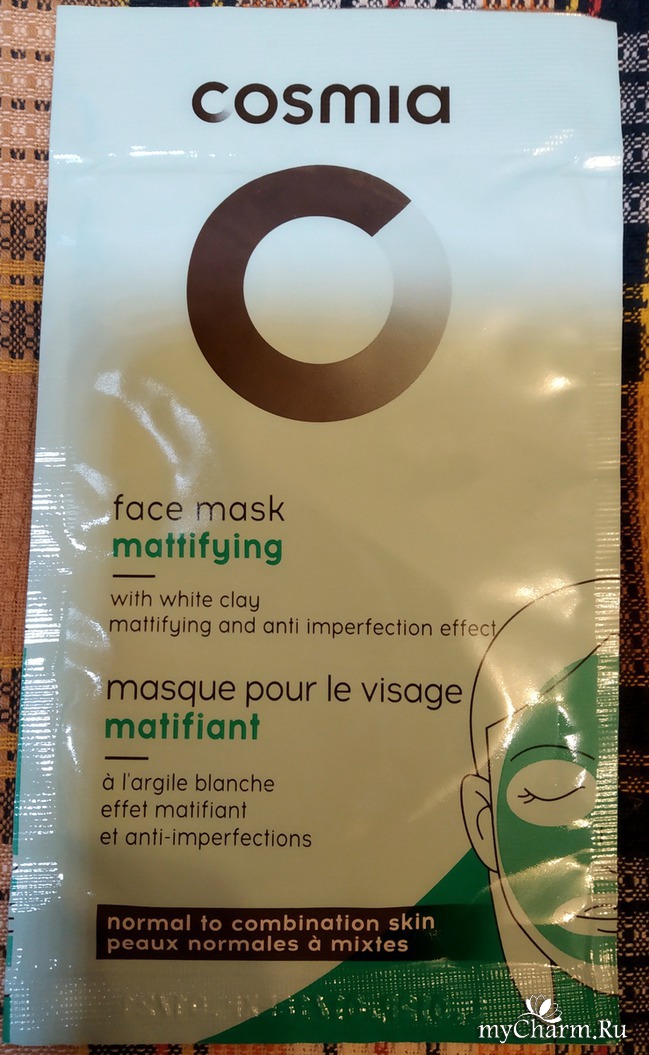 cosmia
face mask
mattifying
with white clay
mattifying and anti imperfection effect
masque pour le visage
matifiant
à l'argile blanche
effet matifiant
et anti-imperfections
normal to combination skin
peaux normales à mixtes
myCharm.Ru